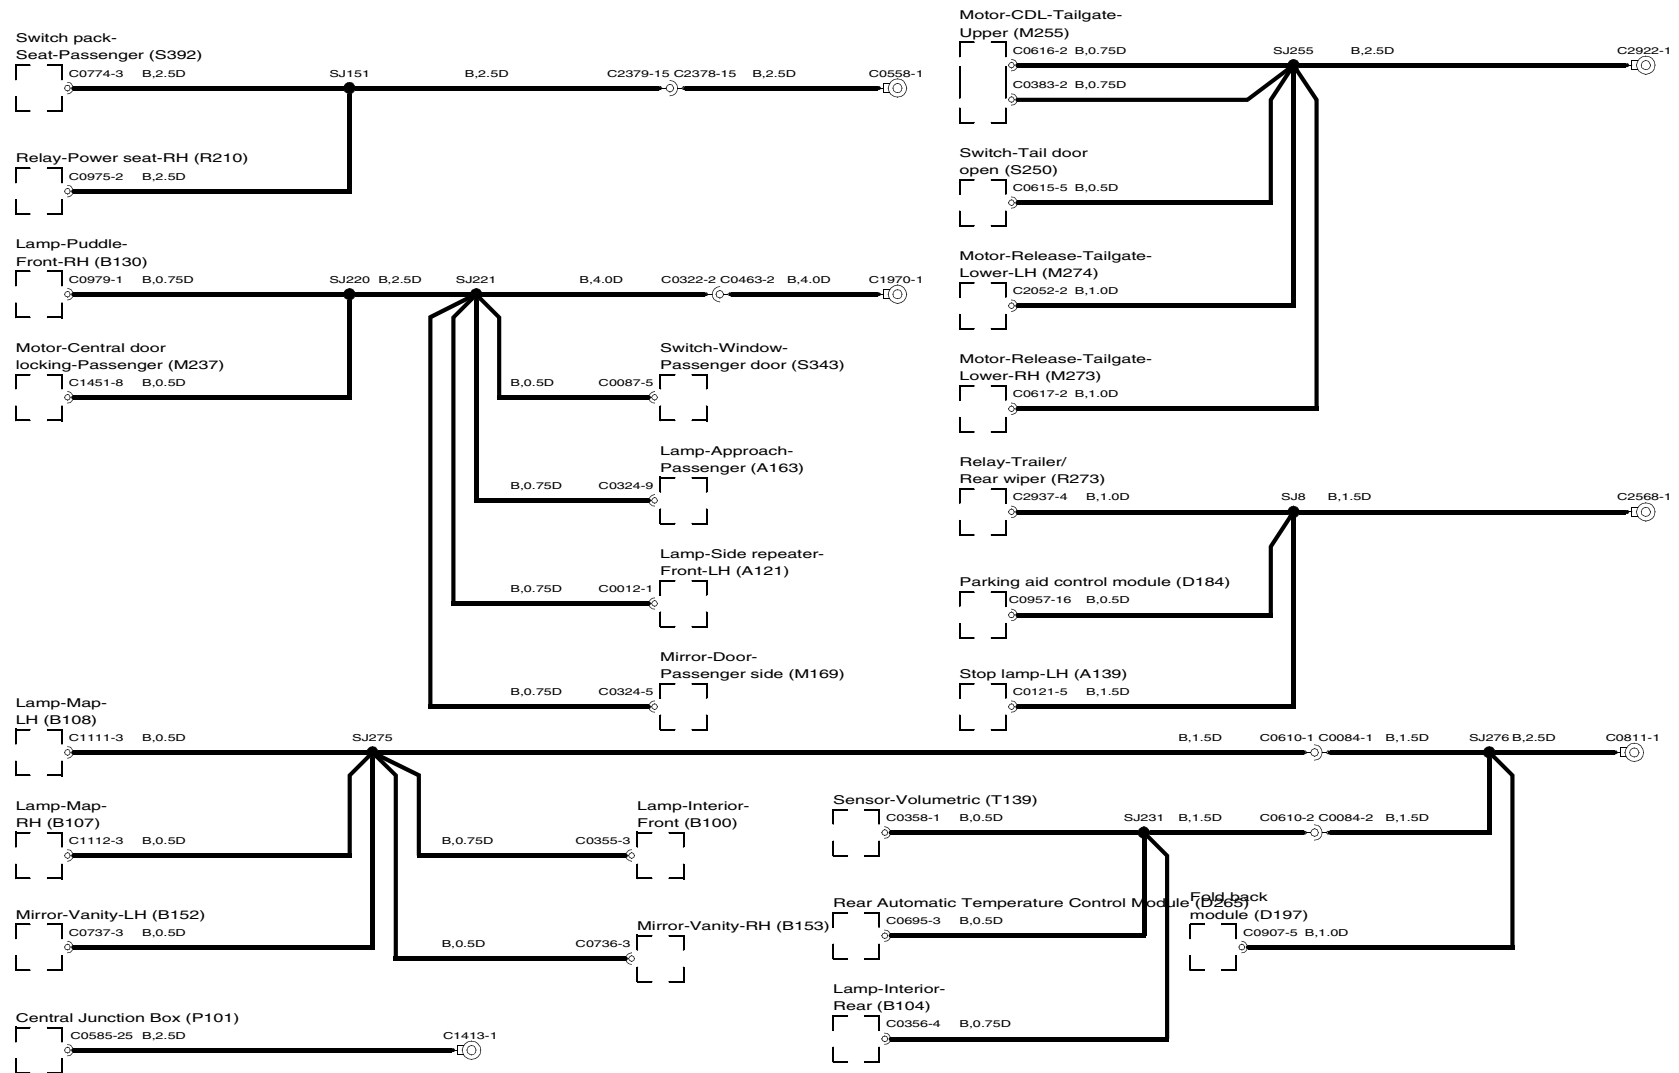 Switch pack-
Seat-Passenger (S392)
C0774-3 B,2.5D SJ151 B,2.5D C2379-15 C2378-15 B,2.5D C0558-1
Relay-Power seat-RH (R210)
C0975-2 B,2.5D
Lamp-Puddle-
Front-RH (B130)
C0979-1 B,0.75D SJ220 B,2.5D SJ221 B,4.0D C0322-2 C0463-2 B,4.0D C1970-1
Motor-Central door
locking-Passenger (M237)
C1451-8 B,0.5D
Switch-Window-
Passenger door (S343)
B,0.5D C0087-5
Lamp-Approach-
Passenger (A163)
B,0.75D C0324-9
Lamp-Side repeater-
Front-LH (A121)
B,0.75D C0012-1
Mirror-Door-
Passenger side (M169)
B,0.75D C0324-5
Motor-CDL-Tailgate-
Upper (M255)
C0616-2 B,0.75D SJ255 B,2.5D C2922-1
C0383-2 B,0.75D
Switch-Tail door
open (S250)
C0615-5 B,0.5D
Motor-Release-Tailgate-
Lower-LH (M274)
C2052-2 B,1.0D
Motor-Release-Tailgate-
Lower-RH (M273)
C0617-2 B,1.0D
Relay-Trailer/
Rear wiper (R273)
C2937-4 B,1.0D SJ8 B,1.5D C2568-1
Parking aid control module (D184)
C0957-16 B,0.5D
Stop lamp-LH (A139)
C0121-5 B,1.5D
Lamp-Map-
LH (B108)
C1111-3 B,0.5D SJ275 B,1.5D C0610-1 C0084-1 B,1.5D SJ276 B,2.5D C0811-1
Lamp-Map-
RH (B107)
C1112-3 B,0.5D
Lamp-Interior-
Front (B100)
B,0.75D C0355-3
Mirror-Vanity-LH (B152)
C0737-3 B,0.5D
Mirror-Vanity-RH (B153)
B,0.5D C0736-3
Sensor-Volumetric (T139)
C0358-1 B,0.5D SJ231 B,1.5D C0610-2 C0084-2 B,1.5D
Rear Automatic Temperature Control Module (D265)
C0695-3 B,0.5D
Fold back
module (D197)
C0907-5 B,1.0D
Lamp-Interior-
Rear (B104)
C0356-4 B,0.75D
Central Junction Box (P101)
C0585-25 B,2.5D C1413-1